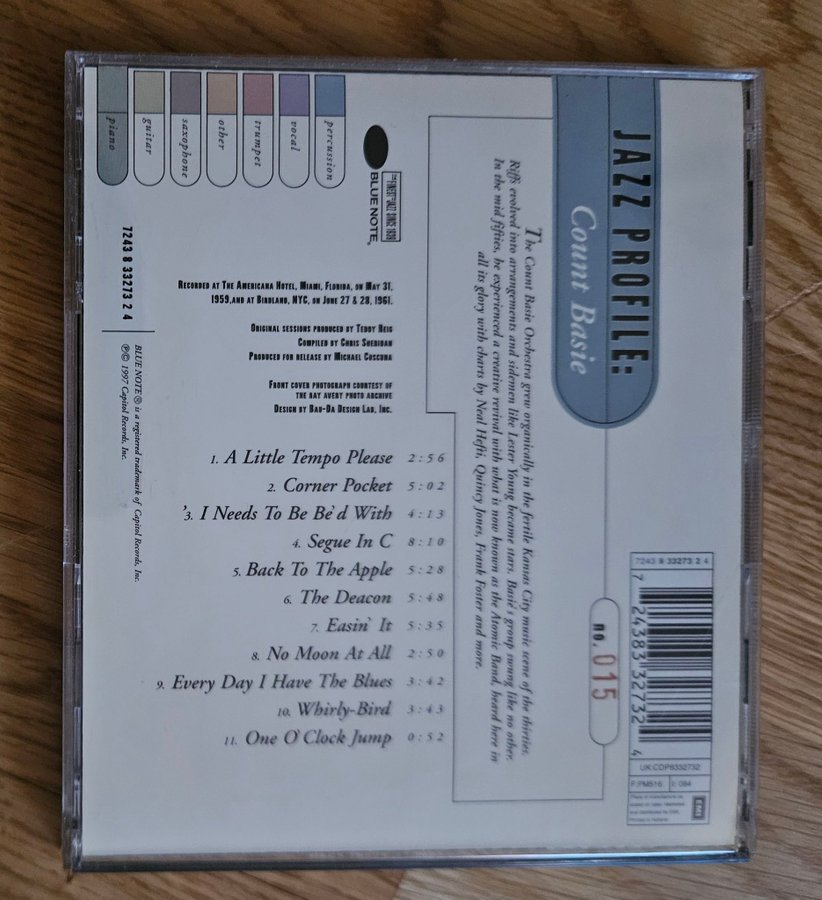 JAZZ PROFILE:
Count Basie
The Count Basie Orchestra grew organically in the fertile Kansas City music scene of the thirties.
Riffs evolved into arrangements and sidemen like Lester Young became stars. Basie's group swung like no other.
In the mid fifties, he experienced a creative revival with what is now known as the Atomic Band, heard here in
all its glory with charts by Neal Hefti, Quincy Jones, Frank Foster and more.
no. 015
7243 8 33273 2 4
7 24383 32732 4
UK:CDP8332732
F:PM516
EMI
percussion
vocal
trumpet
other
saxophone
guitar
piano
BLUE NOTE®
Recorded at The Americana Hotel, Miami, Florida, on May 31,
1959,and at Birdland, NYC, on June 27 & 28, 1961.
Original sessions produced by Teddy Reig
Compiled by Chris Sheridan
Produced for release by Michael Cuscuna
Front cover photograph courtesy of
the Ray Avery Photo Archive
Design by Bau-Da Design Lab, Inc.
1. A Little Tempo Please 2:56
2. Corner Pocket 5:02
3. I Needs To Be Be'd With 4:13
4. Segue In C 8:10
5. Back To The Apple 5:28
6. The Deacon 5:48
7. Easin' It 5:35
8. No Moon At All 2:50
9. Every Day I Have The Blues 3:42
10. Whirly-Bird 3:43
11. One O'Clock Jump 0:52
7243 8 33273 2 4
BLUE NOTE® is a registered trademark of Capitol Records, Inc.
℗© 1997 Capitol Records, Inc.